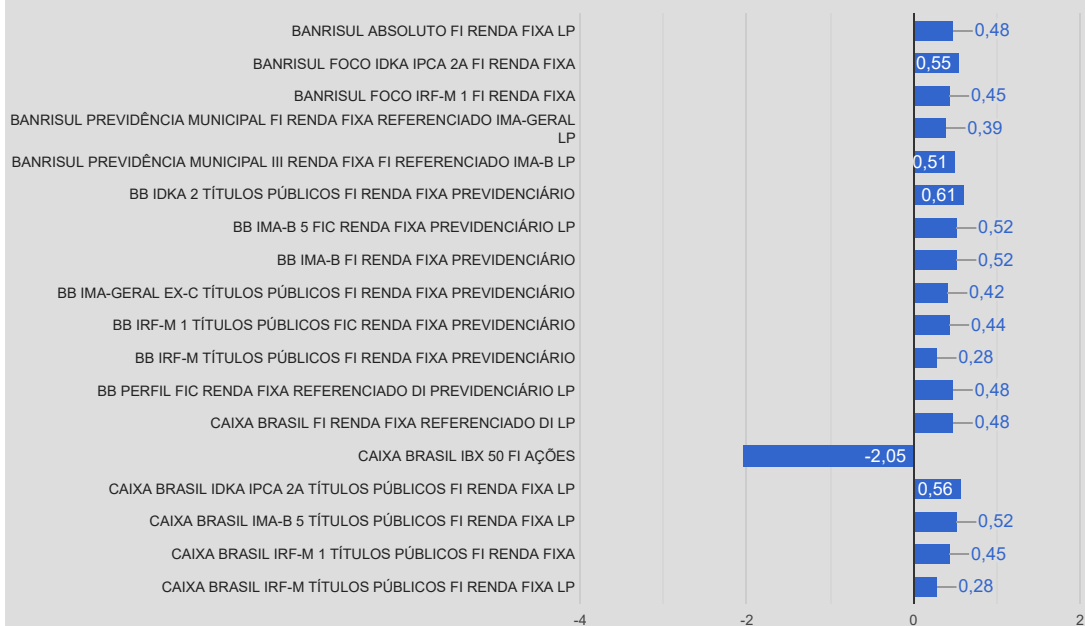 BANRISUL ABSOLUTO FI RENDA FIXA LP 0,48
BANRISUL FOCO IDKA IPCA 2A FI RENDA FIXA 0,55
BANRISUL FOCO IRF-M 1 FI RENDA FIXA 0,45
BANRISUL PREVIDÊNCIA MUNICIPAL FI RENDA FIXA REFERENCIADO IMA-GERAL
LP 0,39
BANRISUL PREVIDÊNCIA MUNICIPAL III RENDA FIXA FI REFERENCIADO IMA-B LP 0,51
BB IDKA 2 TÍTULOS PÚBLICOS FI RENDA FIXA PREVIDENCIÁRIO 0,61
BB IMA-B 5 FIC RENDA FIXA PREVIDENCIÁRIO LP 0,52
BB IMA-B FI RENDA FIXA PREVIDENCIÁRIO 0,52
BB IMA-GERAL EX-C TÍTULOS PÚBLICOS FI RENDA FIXA PREVIDENCIÁRIO 0,42
BB IRF-M 1 TÍTULOS PÚBLICOS FIC RENDA FIXA PREVIDENCIÁRIO 0,44
BB IRF-M TÍTULOS PÚBLICOS FI RENDA FIXA PREVIDENCIÁRIO 0,28
BB PERFIL FIC RENDA FIXA REFERENCIADO DI PREVIDENCIÁRIO LP 0,48
CAIXA BRASIL FI RENDA FIXA REFERENCIADO DI LP 0,48
CAIXA BRASIL IBX 50 FI AÇÕES -2,05
CAIXA BRASIL IDKA IPCA 2A TÍTULOS PÚBLICOS FI RENDA FIXA LP 0,56
CAIXA BRASIL IMA-B 5 TÍTULOS PÚBLICOS FI RENDA FIXA LP 0,52
CAIXA BRASIL IRF-M 1 TÍTULOS PÚBLICOS FI RENDA FIXA 0,45
CAIXA BRASIL IRF-M TÍTULOS PÚBLICOS FI RENDA FIXA LP 0,28
-4 -2 0 2